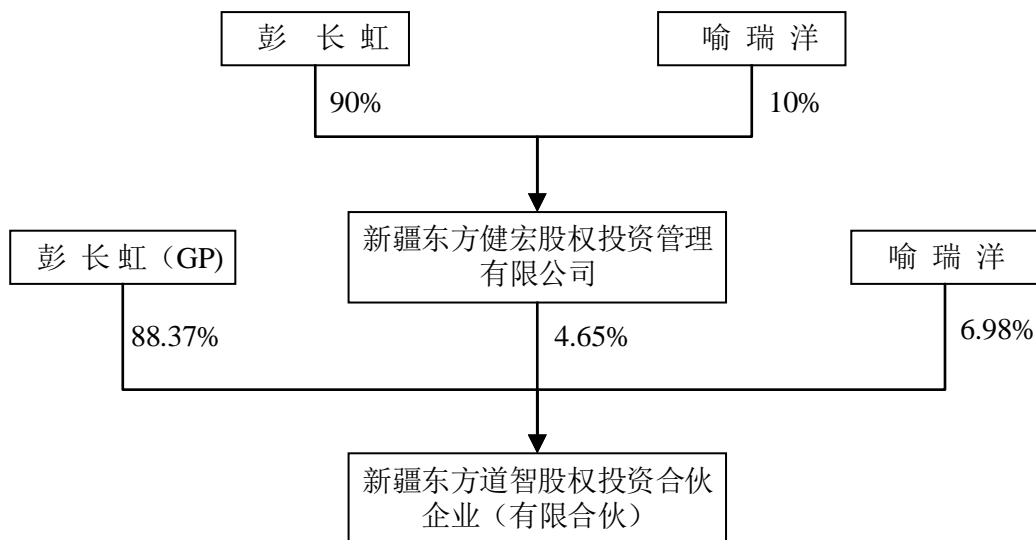 彭 长 虹
喻 瑞 洋
90%
10%
新疆东方健宏股权投资管理
有限公司
彭 长 虹（GP)
喻 瑞 洋
88.37%
4.65%
6.98%
新疆东方道智股权投资合伙
企业（有限合伙）